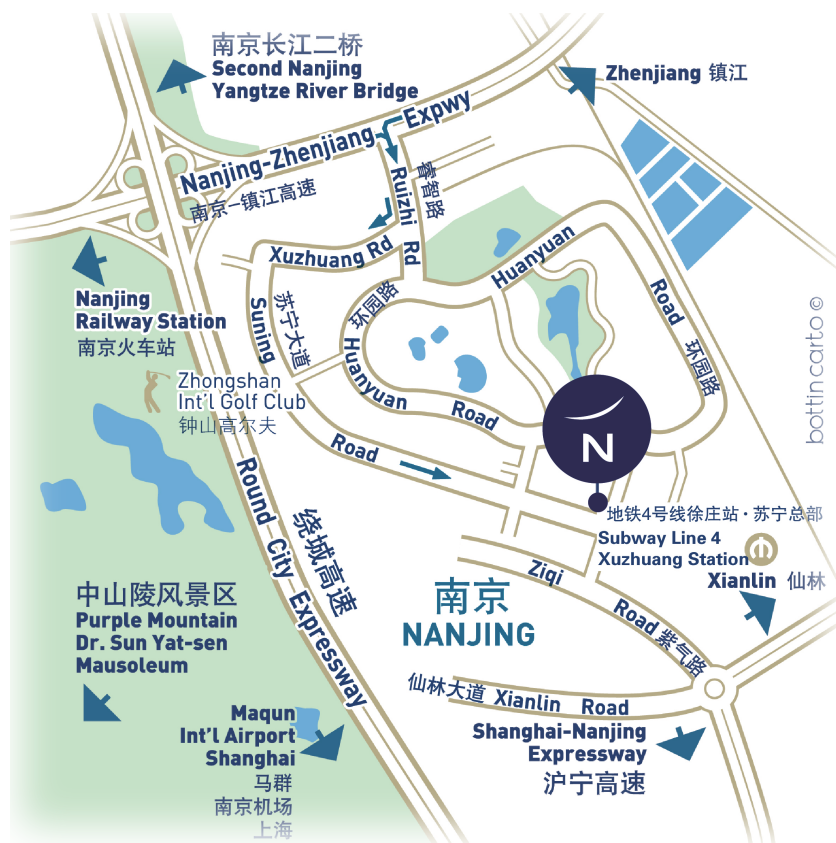 南京长江二桥
Second Nanjing
Yangtze River Bridge
Zhenjiang 镇江
Nanjing-Zhenjiang Expwy
南京—镇江高速
Ruizhi Rd
睿智路
Xuzhuang Rd
Huanyuan
Road 环园路
Nanjing
Railway Station
南京火车站
Suning
苏宁大道
环园路
Huanyuan
Road
Road
Zhongshan
Int'l Golf Club
钟山高尔夫
bottincarto ©
N
地铁4号线徐庄站·苏宁总部
Subway Line 4
Xuzhuang Station
Xianlin 仙林
Round City Expressway
绕城高速
Ziqi
Road 紫气路
南京
NANJING
中山陵风景区
Purple Mountain
Dr. Sun Yat-sen
Mausoleum
仙林大道 Xianlin Road
Maqun
Int'l Airport
Shanghai
马群
南京机场
上海
Shanghai-Nanjing
Expressway
沪宁高速